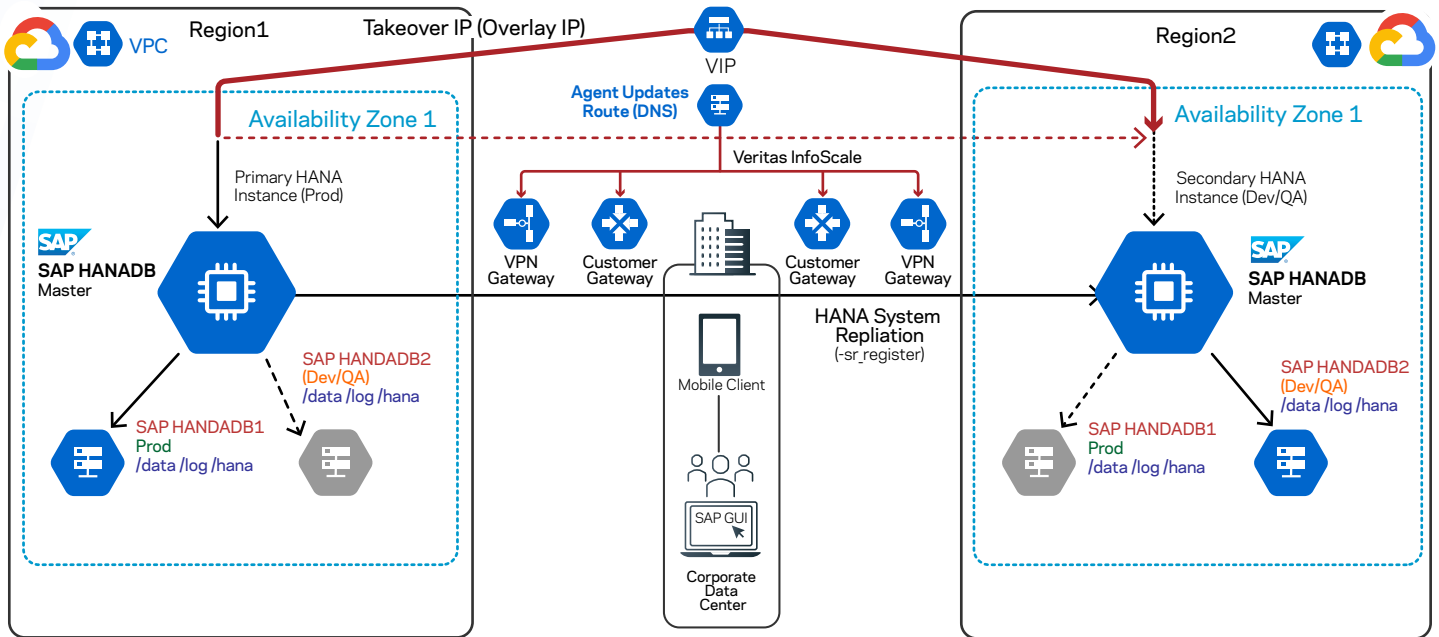 VPC
Region1
Takeover IP (Overlay IP)
VIP
Region2
Agent Updates
Route (DNS)
Availability Zone 1
Availability Zone 1
Veritas InfoScale
Primary HANA
Instance (Prod)
Secondary HANA
Instance (Dev/QA)
VPN
Gateway
Customer
Gateway
Customer
Gateway
VPN
Gateway
SAP
SAP HANADB
Master
SAP
SAP HANADB
Master
HANA System
Repliation
(-sr_register)
Mobile Client
SAP HANDADB2
(Dev/QA)
/data /log /hana
SAP HANDADB1
Prod
/data /log /hana
SAP HANDADB2
(Dev/QA)
/data /log /hana
SAP HANDADB1
Prod
/data /log /hana
SAP GUI
Corporate
Data
Center